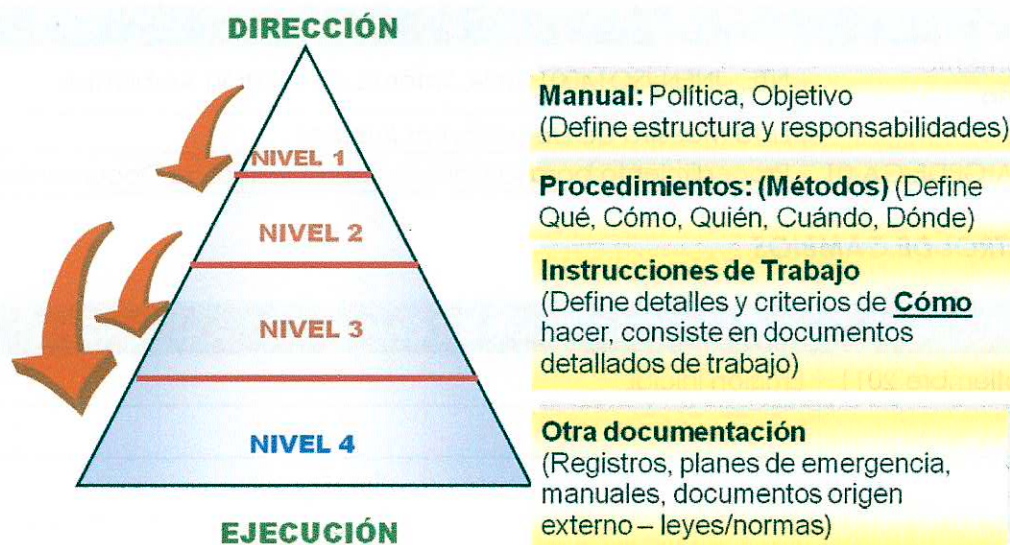 DIRECCIÓN
NIVEL 1
NIVEL 2
NIVEL 3
NIVEL 4
EJECUCIÓN
Manual: Política, Objetivo
(Define estructura y responsabilidades)
Procedimientos: (Métodos) (Define
Qué, Cómo, Quién, Cuándo, Dónde)
Instrucciones de Trabajo
(Define detalles y criterios de Cómo
hacer, consiste en documentos
detallados de trabajo)
Otra documentación
(Registros, planes de emergencia,
manuales, documentos origen
externo – leyes/normas)